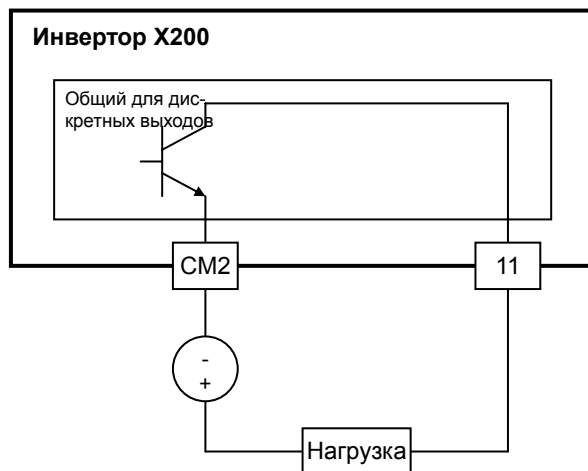 Инвертор X200
Общий для дис-
кретных выходов
CM2
11
-
+
Нагрузка